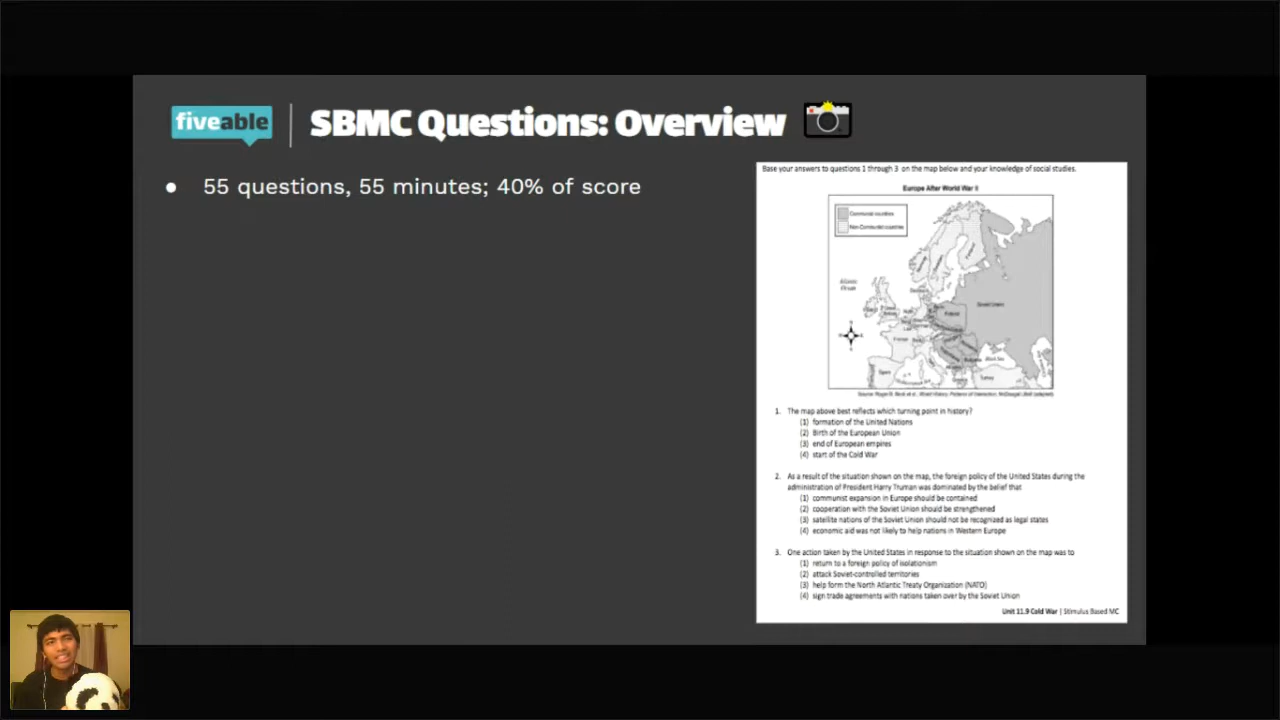 fiveable
SBMC Questions: Overview
● 55 questions, 55 minutes; 40% of score
Base your answers to questions 1 through 3 on the map below and your knowledge of social studies.
Europe After World War II
Communist countries
Non-Communist countries
Atlantic
Ocean
Soviet Union
Poland
France
Spain
Black Sea
Turkey
1. The map above best reflects which turning point in history?
(1) formation of the United Nations
(2) Birth of the European Union
(3) end of European empires
(4) start of the Cold War
2. As a result of the situation shown on the map, the foreign policy of the United States during the
administration of President Harry Truman was dominated by the belief that
(1) communist expansion in Europe should be contained
(2) cooperation with the Soviet Union should be strengthened
(3) satellite nations of the Soviet Union should not be recognized as legal states
(4) economic aid was not likely to help nations in Western Europe
3. One action taken by the United States in response to the situation shown on the map was to
(1) return to a foreign policy of isolationism
(2) attack Soviet-controlled territories
(3) help form the North Atlantic Treaty Organization (NATO)
(4) sign trade agreements with nations taken over by the Soviet Union
Unit 11.9 Cold War | Stimulus Based MC